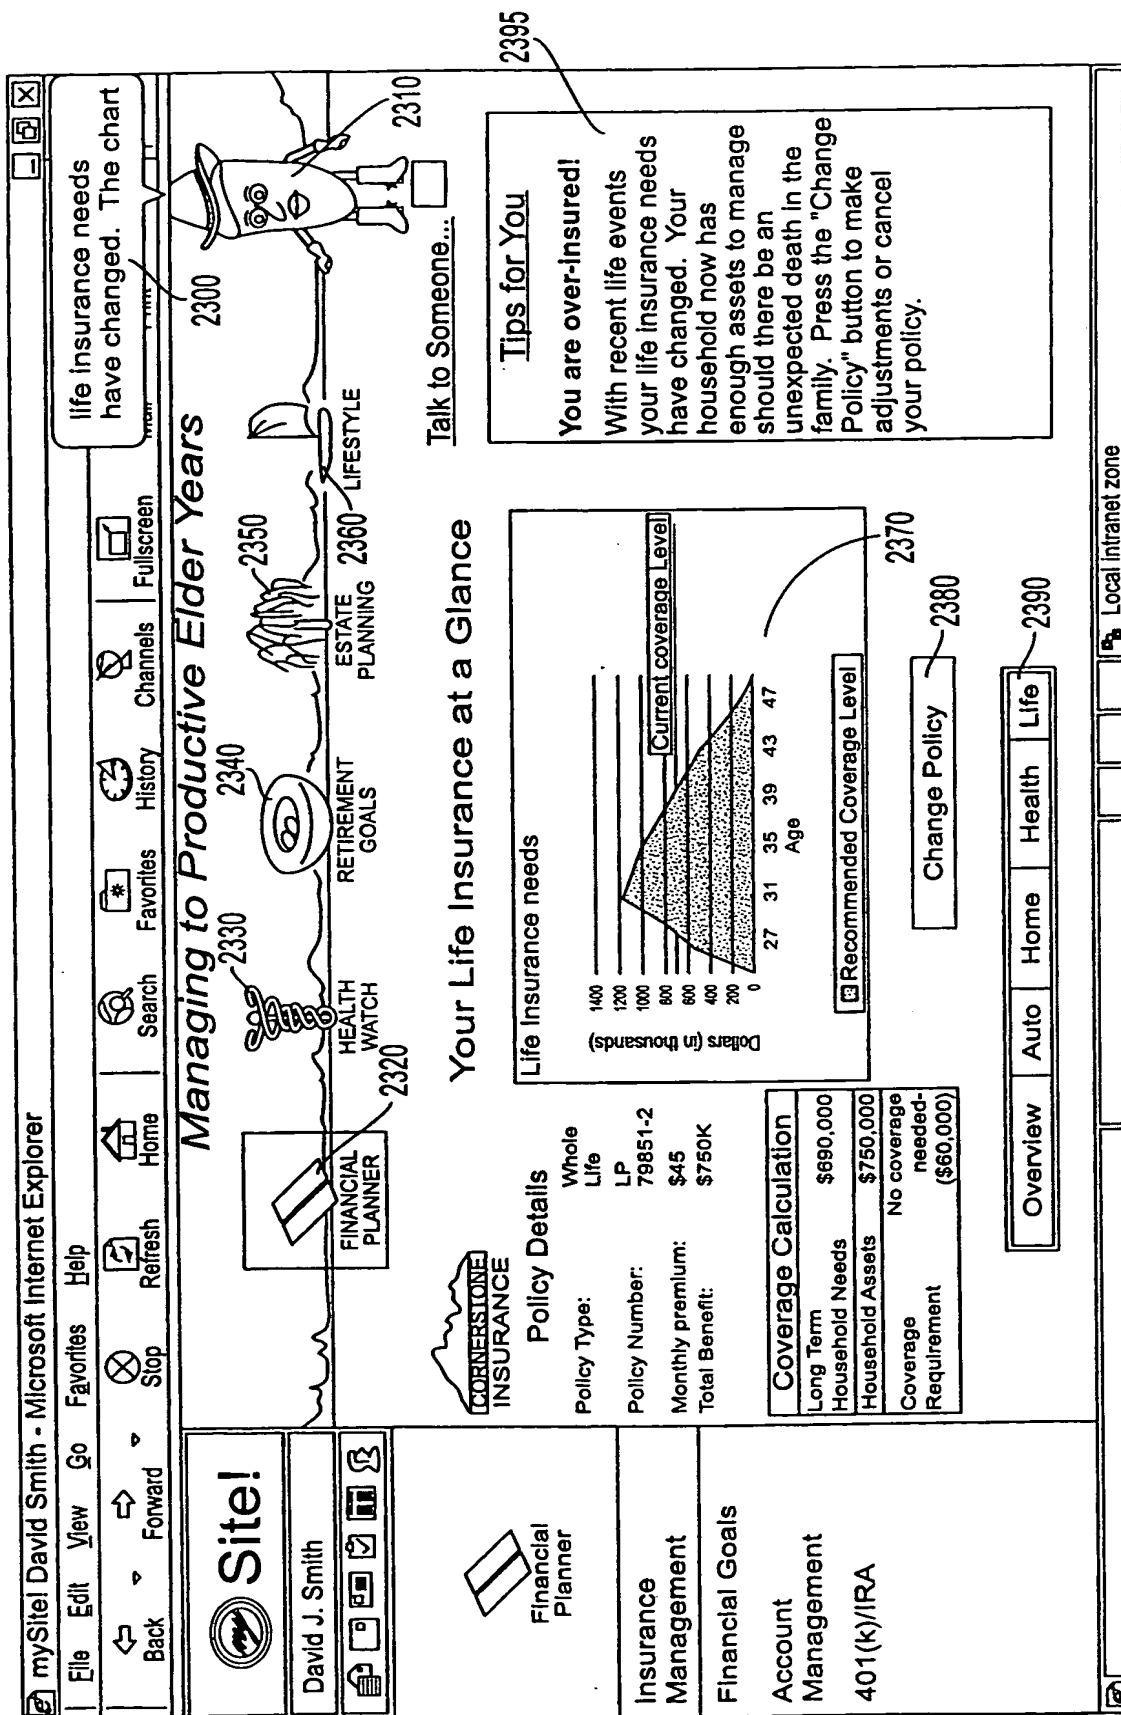 mySite! David Smith - Microsoft Internet Explorer
File Edit View Go Favorites Help
Back Forward Stop Refresh Home Search Favorites History Channels Fullscreen
life insurance needs
have changed. The chart
2300
my Site!
David J. Smith
Managing to Productive Elder Years
2310
2320
2330
2340
2350
2360
FINANCIAL
PLANNER
HEALTH
WATCH
RETIREMENT
GOALS
ESTATE
PLANNING
LIFESTYLE
Financial
Planner
Insurance
Management
Financial Goals
Account
Management
401(k)/IRA
CORNERSTONE
INSURANCE
Your Life Insurance at a Glance
Talk to Someone...
Policy Details
Policy Type: Whole
Life
Policy Number: LP
79851-2
Monthly premium: $45
Total Benefit: $750K
Coverage Calculation
Long Term
Household Needs $690,000
Household Assets $750,000
Coverage
Requirement
No coverage
needed-
($60,000)
Life Insurance needs
Dollars (in thousands)
1400
1200
1000
800
600
400
200
0
27 31 35 39 43 47
Age
Current coverage Level
Recommended Coverage Level
2370
Change Policy
2380
Overview Auto Home Health Life
2390
2395
Tips for You
You are over-insured!
With recent life events
your life insurance needs
have changed. Your
household now has
enough assets to manage
should there be an
unexpected death in the
family. Press the "Change
Policy" button to make
adjustments or cancel
your policy.
Local intranet zone